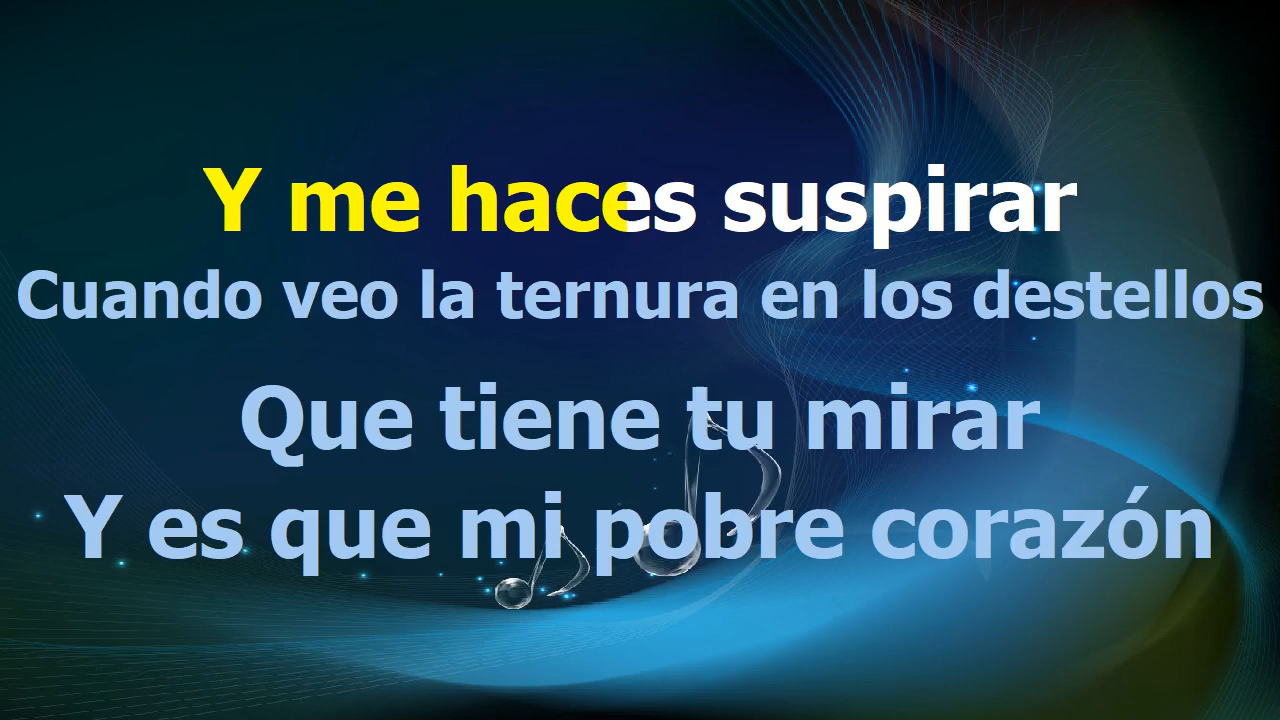 Y me haces suspirar
Cuando veo la ternura en los destellos
Que tiene tu mirar
Y es que mi pobre corazón